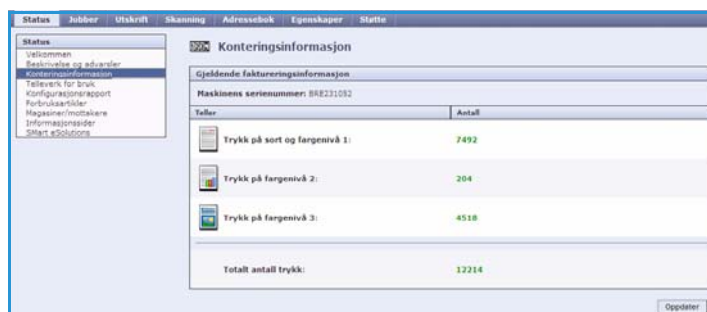 Status Jobber Utskrift Skanning Adressebok Egenskaper Støtte
Status
Velkommen
Beskrivelse og advarsler
Konteringsinformasjon
Telleverk for bruk
Konfigurasjonsrapport
Forbruksartikler
Magasiner/mottakere
Informasjonssider
SMart eSolutions
Konteringsinformasjon
Gjeldende faktureringsinformasjon
Maskinens serienummer: BRE231092
Teller Antall
Trykk på sort og fargenivå 1: 7492
Trykk på fargenivå 2: 204
Trykk på fargenivå 3: 4518
Totalt antall trykk: 12214
Oppdater